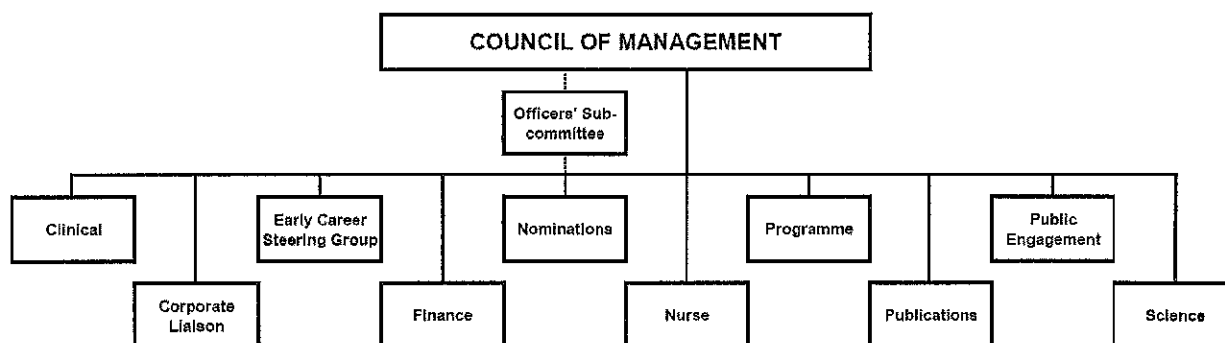 COUNCIL OF MANAGEMENT
Officers' Sub-
committee
Clinical
Early Career
Steering Group
Nominations
Programme
Public
Engagement
Corporate
Liaison
Finance
Nurse
Publications
Science